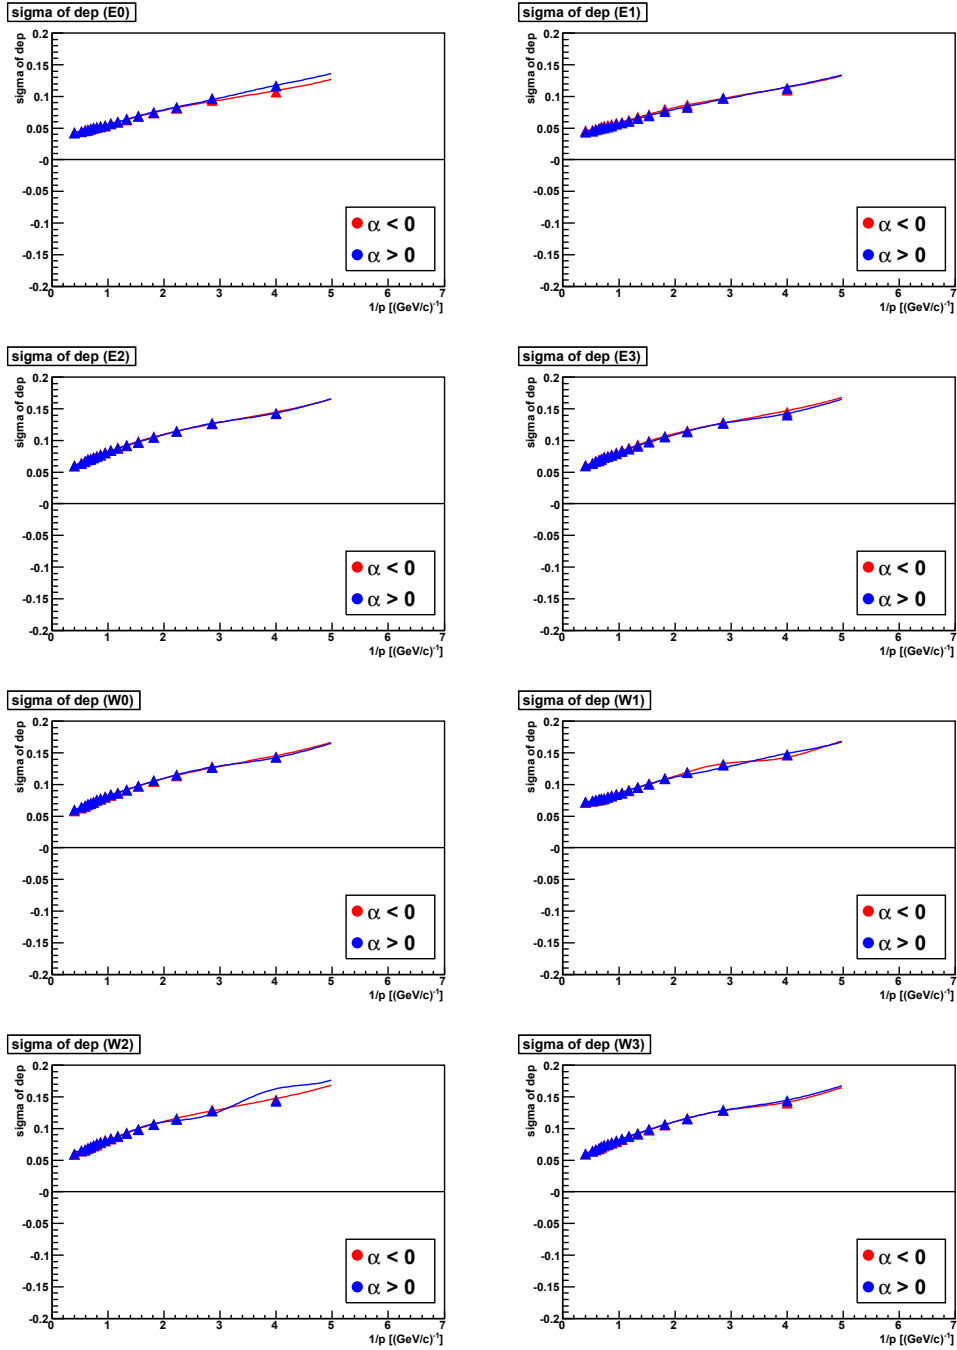 sigma of dep (E0)
sigma of dep
0.2
0.15
0.1
0.05
-0
-0.05
-0.1
-0.15
-0.2
0 1 2 3 4 5 6 7
1/p [(GeV/c)-1]
α < 0
α > 0
sigma of dep (E1)
sigma of dep
0.2
0.15
0.1
0.05
-0
-0.05
-0.1
-0.15
-0.2
0 1 2 3 4 5 6 7
1/p [(GeV/c)-1]
α < 0
α > 0
sigma of dep (E2)
sigma of dep
0.2
0.15
0.1
0.05
-0
-0.05
-0.1
-0.15
-0.2
0 1 2 3 4 5 6 7
1/p [(GeV/c)-1]
α < 0
α > 0
sigma of dep (E3)
sigma of dep
0.2
0.15
0.1
0.05
-0
-0.05
-0.1
-0.15
-0.2
0 1 2 3 4 5 6 7
1/p [(GeV/c)-1]
α < 0
α > 0
sigma of dep (W0)
sigma of dep
0.2
0.15
0.1
0.05
-0
-0.05
-0.1
-0.15
-0.2
0 1 2 3 4 5 6 7
1/p [(GeV/c)-1]
α < 0
α > 0
sigma of dep (W1)
sigma of dep
0.2
0.15
0.1
0.05
-0
-0.05
-0.1
-0.15
-0.2
0 1 2 3 4 5 6 7
1/p [(GeV/c)-1]
α < 0
α > 0
sigma of dep (W2)
sigma of dep
0.2
0.15
0.1
0.05
-0
-0.05
-0.1
-0.15
-0.2
0 1 2 3 4 5 6 7
1/p [(GeV/c)-1]
α < 0
α > 0
sigma of dep (W3)
sigma of dep
0.2
0.15
0.1
0.05
-0
-0.05
-0.1
-0.15
-0.2
0 1 2 3 4 5 6 7
1/p [(GeV/c)-1]
α < 0
α > 0